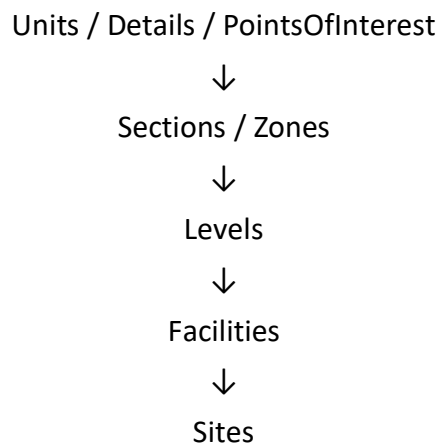 Units / Details / PointsOfInterest
↓
Sections / Zones
↓
Levels
↓
Facilities
↓
Sites